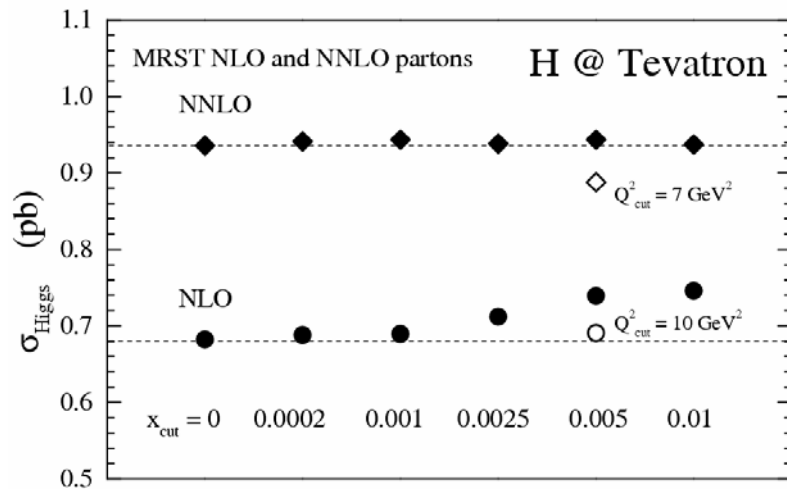 1.1
MRST NLO and NNLO partons
H @ Tevatron
1.0
NNLO
0.9
Q²cut = 7 GeV²
σHiggs (pb)
0.8
NLO
0.7
Q²cut = 10 GeV²
0.6
xcut = 0 0.0002 0.001 0.0025 0.005 0.01
0.5